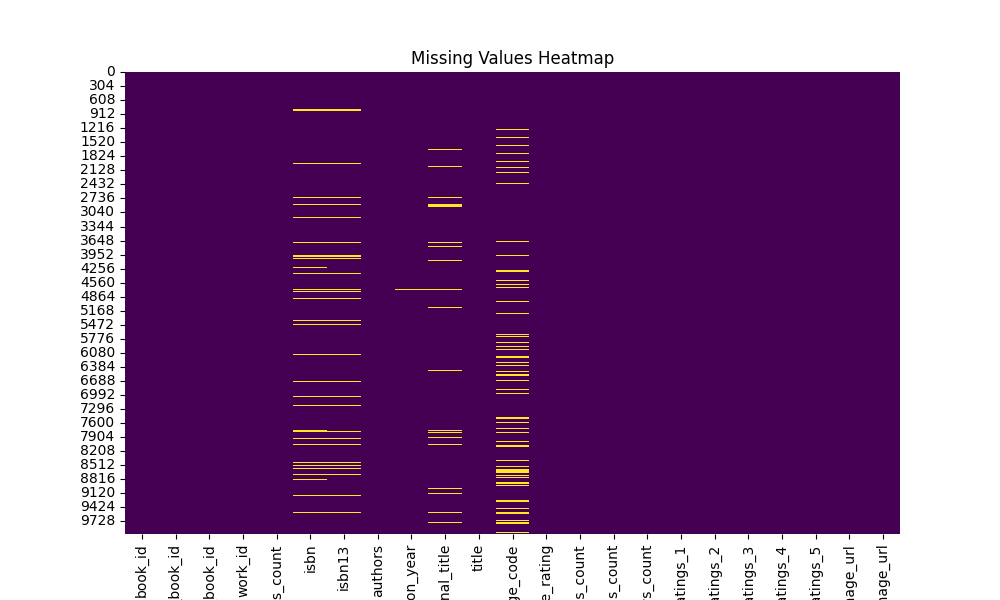 Missing Values Heatmap
0
304
608
912
1216
1520
1824
2128
2432
2736
3040
3344
3648
3952
4256
4560
4864
5168
5472
5776
6080
6384
6688
6992
7296
7600
7904
8208
8512
8816
9120
9424
9728
book_id
book_id
book_id
work_id
s_count
isbn
isbn13
authors
on_year
nal_title
title
ge_code
e_rating
s_count
s_count
s_count
atings_1
atings_2
atings_3
atings_4
atings_5
nage_url
nage_url